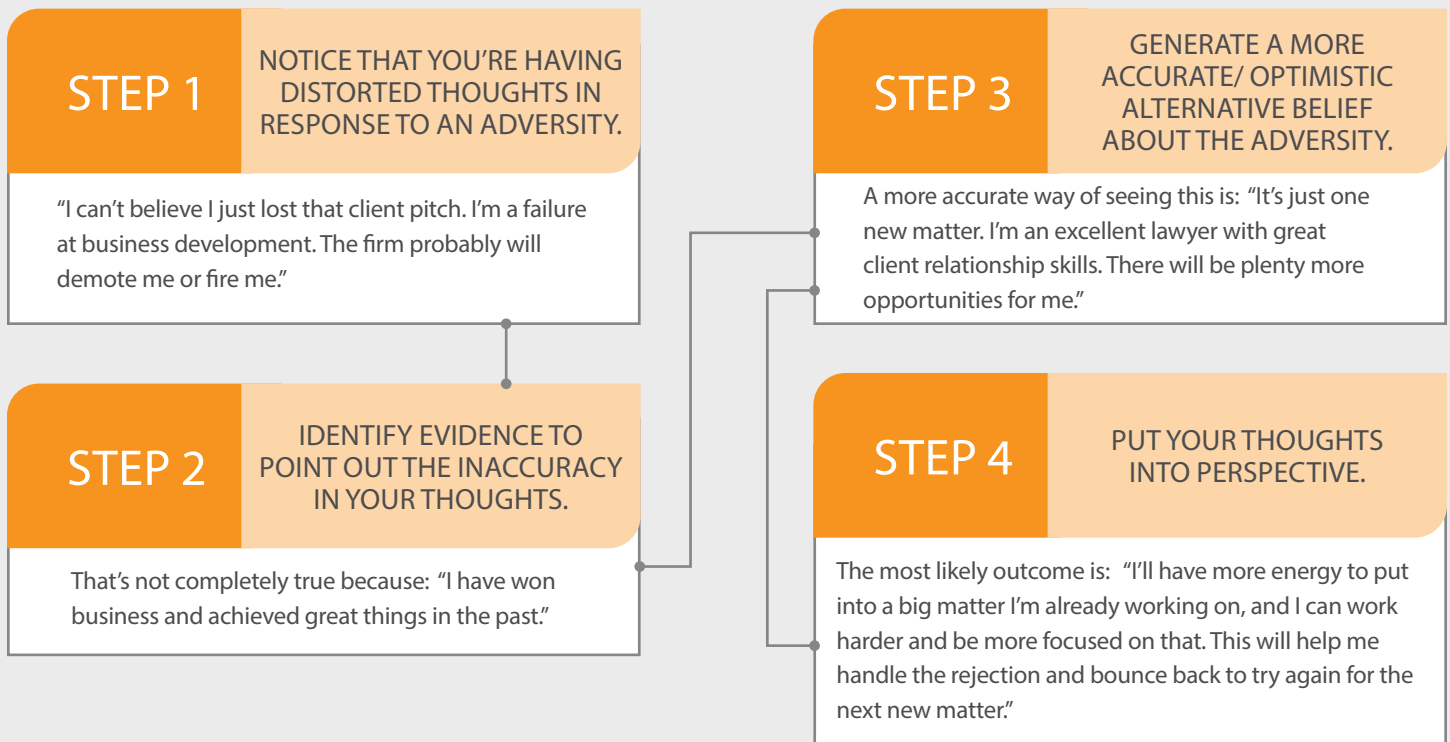 STEP 1
NOTICE THAT YOU'RE HAVING
DISTORTED THOUGHTS IN
RESPONSE TO AN ADVERSITY.
"I can't believe I just lost that client pitch. I'm a failure
at business development. The firm probably will
demote me or fire me."
STEP 2
IDENTIFY EVIDENCE TO
POINT OUT THE INACCURACY
IN YOUR THOUGHTS.
That's not completely true because: "I have won
business and achieved great things in the past."
STEP 3
GENERATE A MORE
ACCURATE/ OPTIMISTIC
ALTERNATIVE BELIEF
ABOUT THE ADVERSITY.
A more accurate way of seeing this is: "It's just one
new matter. I'm an excellent lawyer with great
client relationship skills. There will be plenty more
opportunities for me."
STEP 4
PUT YOUR THOUGHTS
INTO PERSPECTIVE.
The most likely outcome is: "I'll have more energy to put
into a big matter I'm already working on, and I can work
harder and be more focused on that. This will help me
handle the rejection and bounce back to try again for the
next new matter."